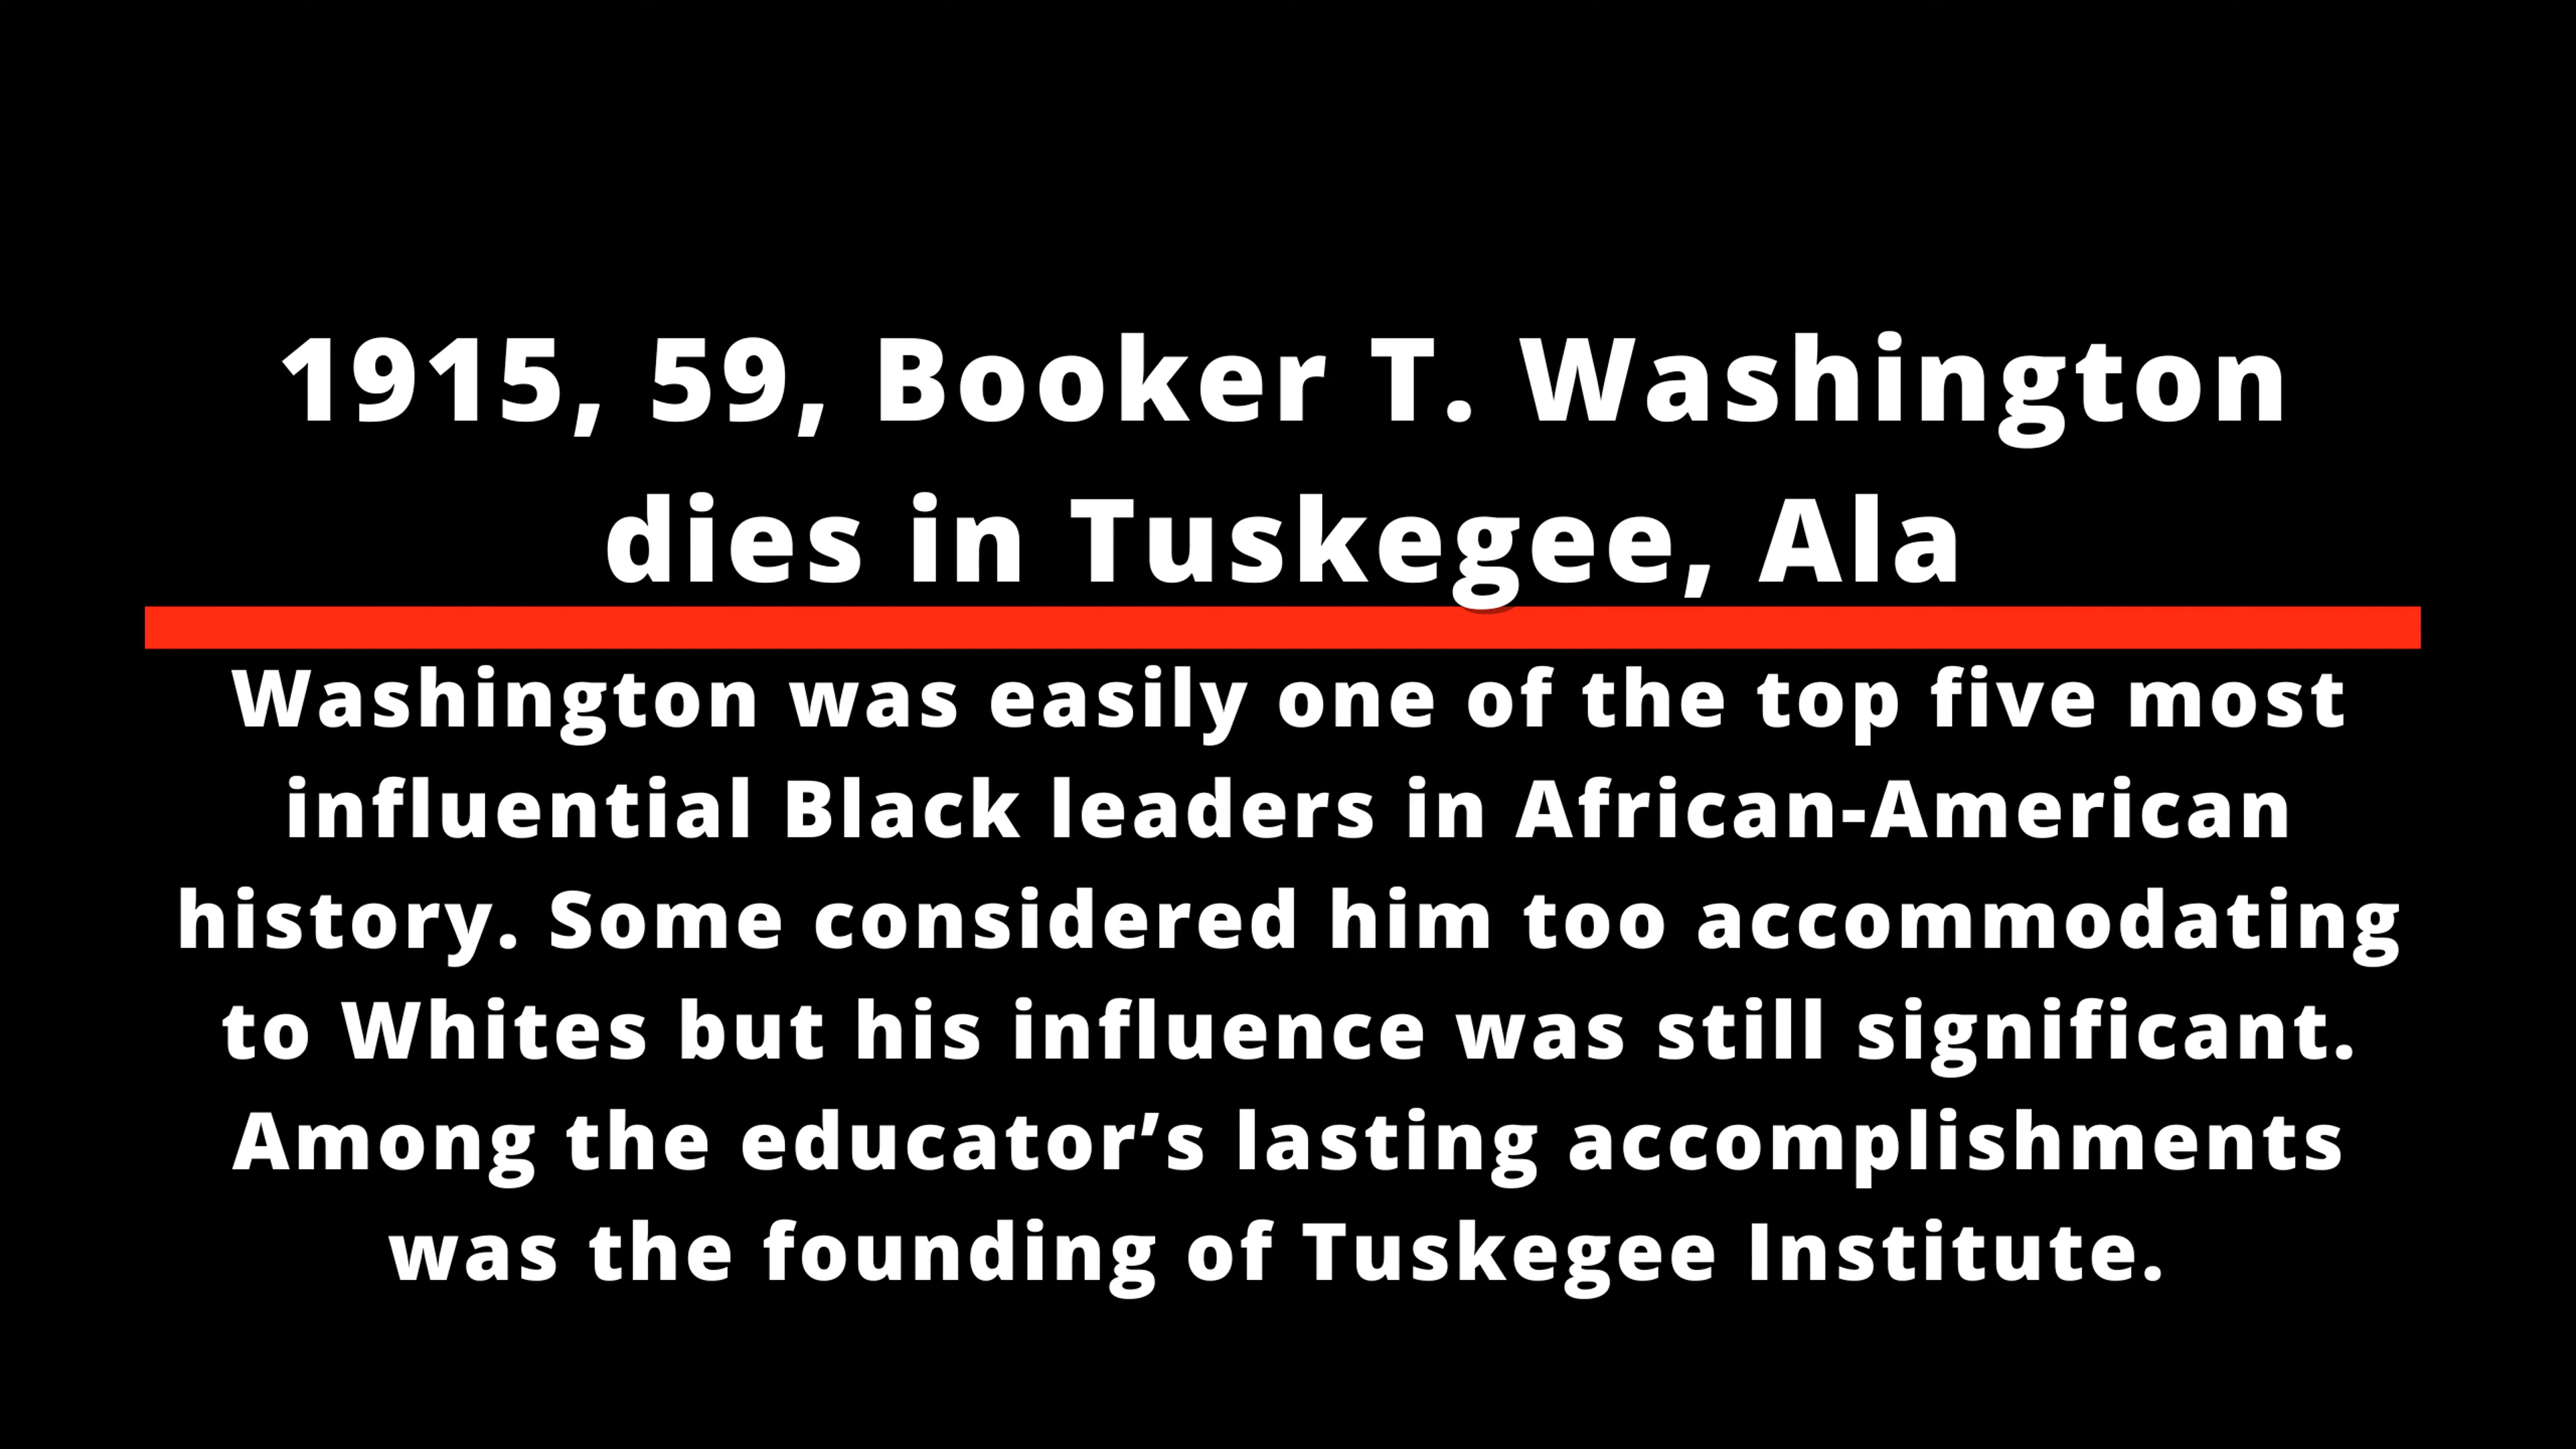 1915, 59, Booker T. Washington
dies in Tuskegee, Ala
Washington was easily one of the top five most
influential Black leaders in African-American
history. Some considered him too accommodating
to Whites but his influence was still significant.
Among the educator’s lasting accomplishments
was the founding of Tuskegee Institute.